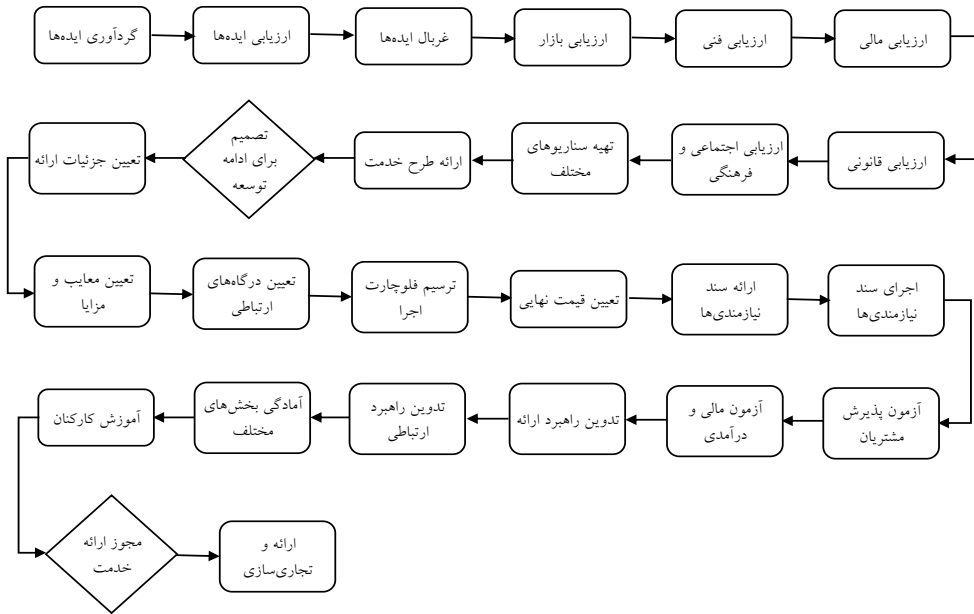 گردآوری ایده‌ها
ارزیابی ایده‌ها
غربال ایده‌ها
ارزیابی بازار
ارزیابی فنی
ارزیابی مالی
ارزیابی قانونی
ارزیابی اجتماعی و
فرهنگی
تهیه سناریوهای
مختلف
ارائه طرح خدمت
تصمیم
برای ادامه
توسعه
تعیین جزئیات ارائه
تعیین معایب و
مزایا
تعیین درگاه‌های
ارتباطی
ترسیم فلوچارت
اجرا
تعیین قیمت نهایی
ارائه سند
نیازمندی‌ها
اجرای سند
نیازمندی‌ها
آزمون پذیرش
مشتریان
آزمون مالی و
درآمدی
تدوین راهبرد ارائه
تدوین راهبرد
ارتباطی
آمادگی بخش‌های
مختلف
آموزش کارکنان
مجوز ارائه
خدمت
ارائه و
تجاری‌سازی